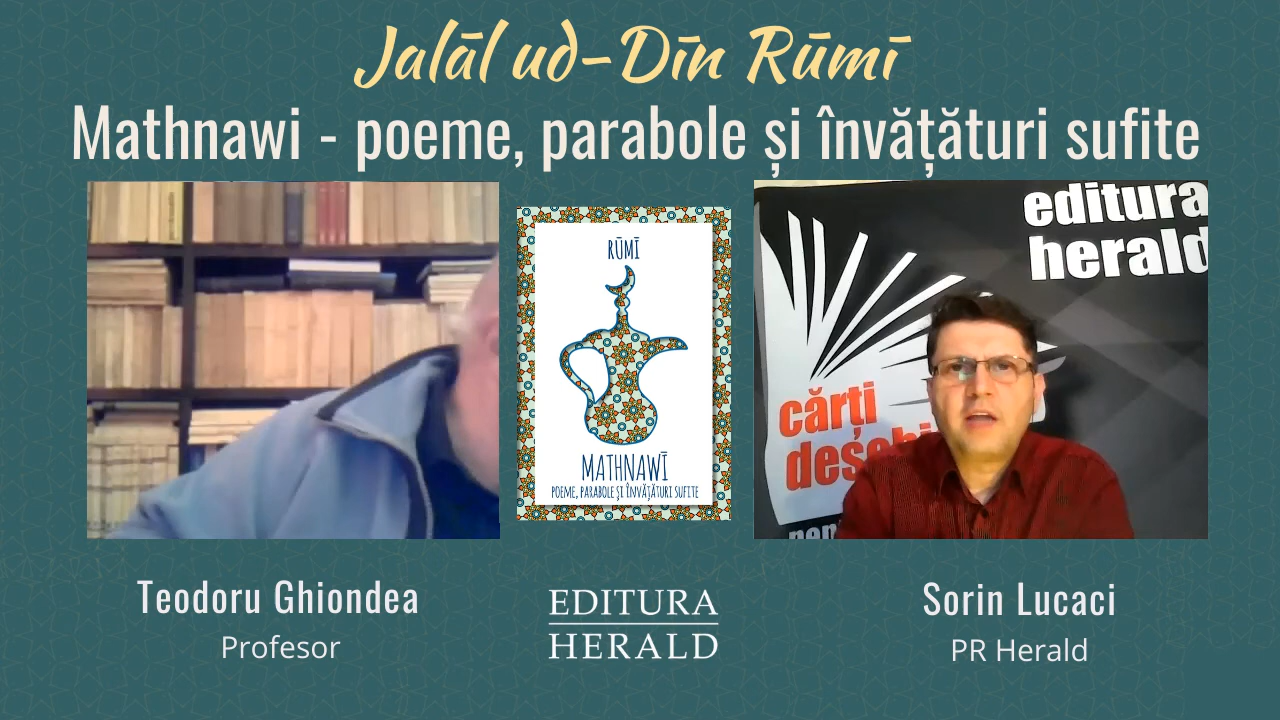 Jalāl ud-Dīn Rūmī
Mathnawi - poeme, parabole și învățături sufite
editura
herald
RŪMĪ
cărți
MATHNAWĪ
POEME, PARABOLE ȘI ÎNVĂȚĂTURI SUFITE
Teodoru Ghiondea
Profesor
EDITURA
HERALD
Sorin Lucaci
PR Herald